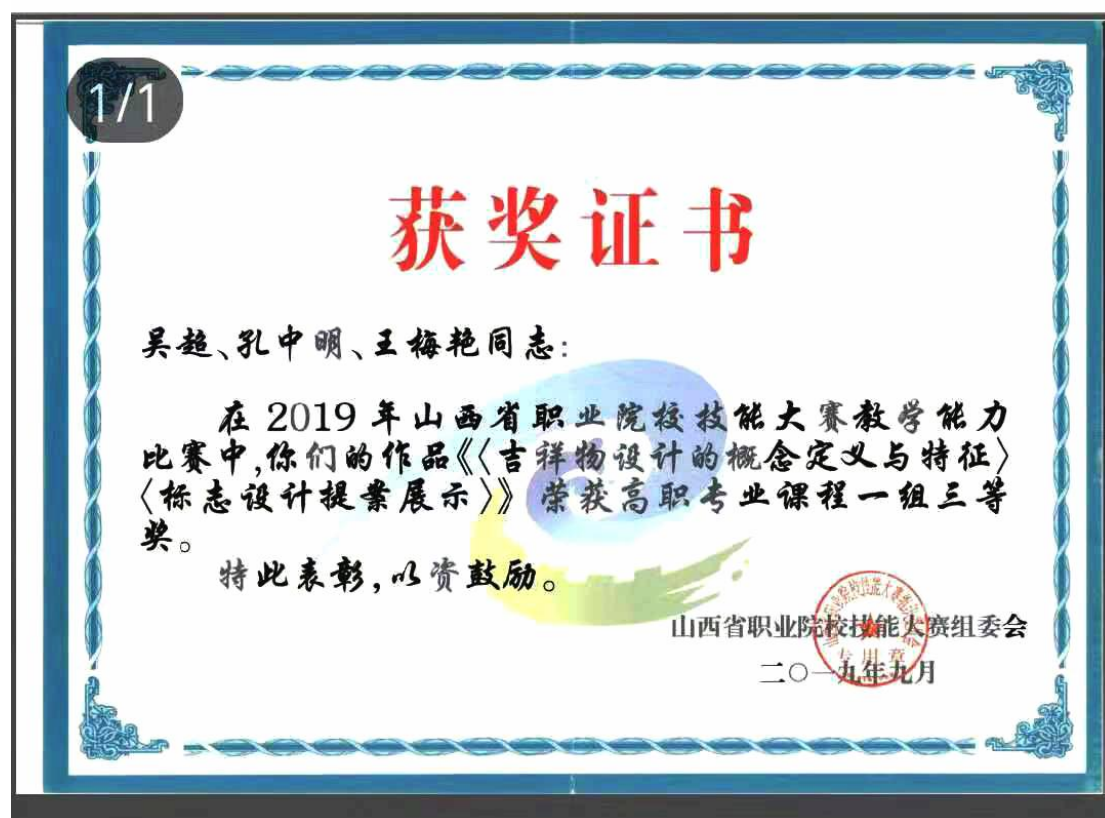 1/1
获奖证书
吴超、孔中明、王梅艳同志:
在2019年山西省职业院校技能大赛教学能力
比赛中,你们的作品《〈吉祥物设计的概念定义与特征〉
〈标志设计提案展示〉》荣获高职专业课程一组三等
奖。
特此表彰,以资鼓励。
山西省职业院校技能大赛组委会
专用章
二〇一九年九月